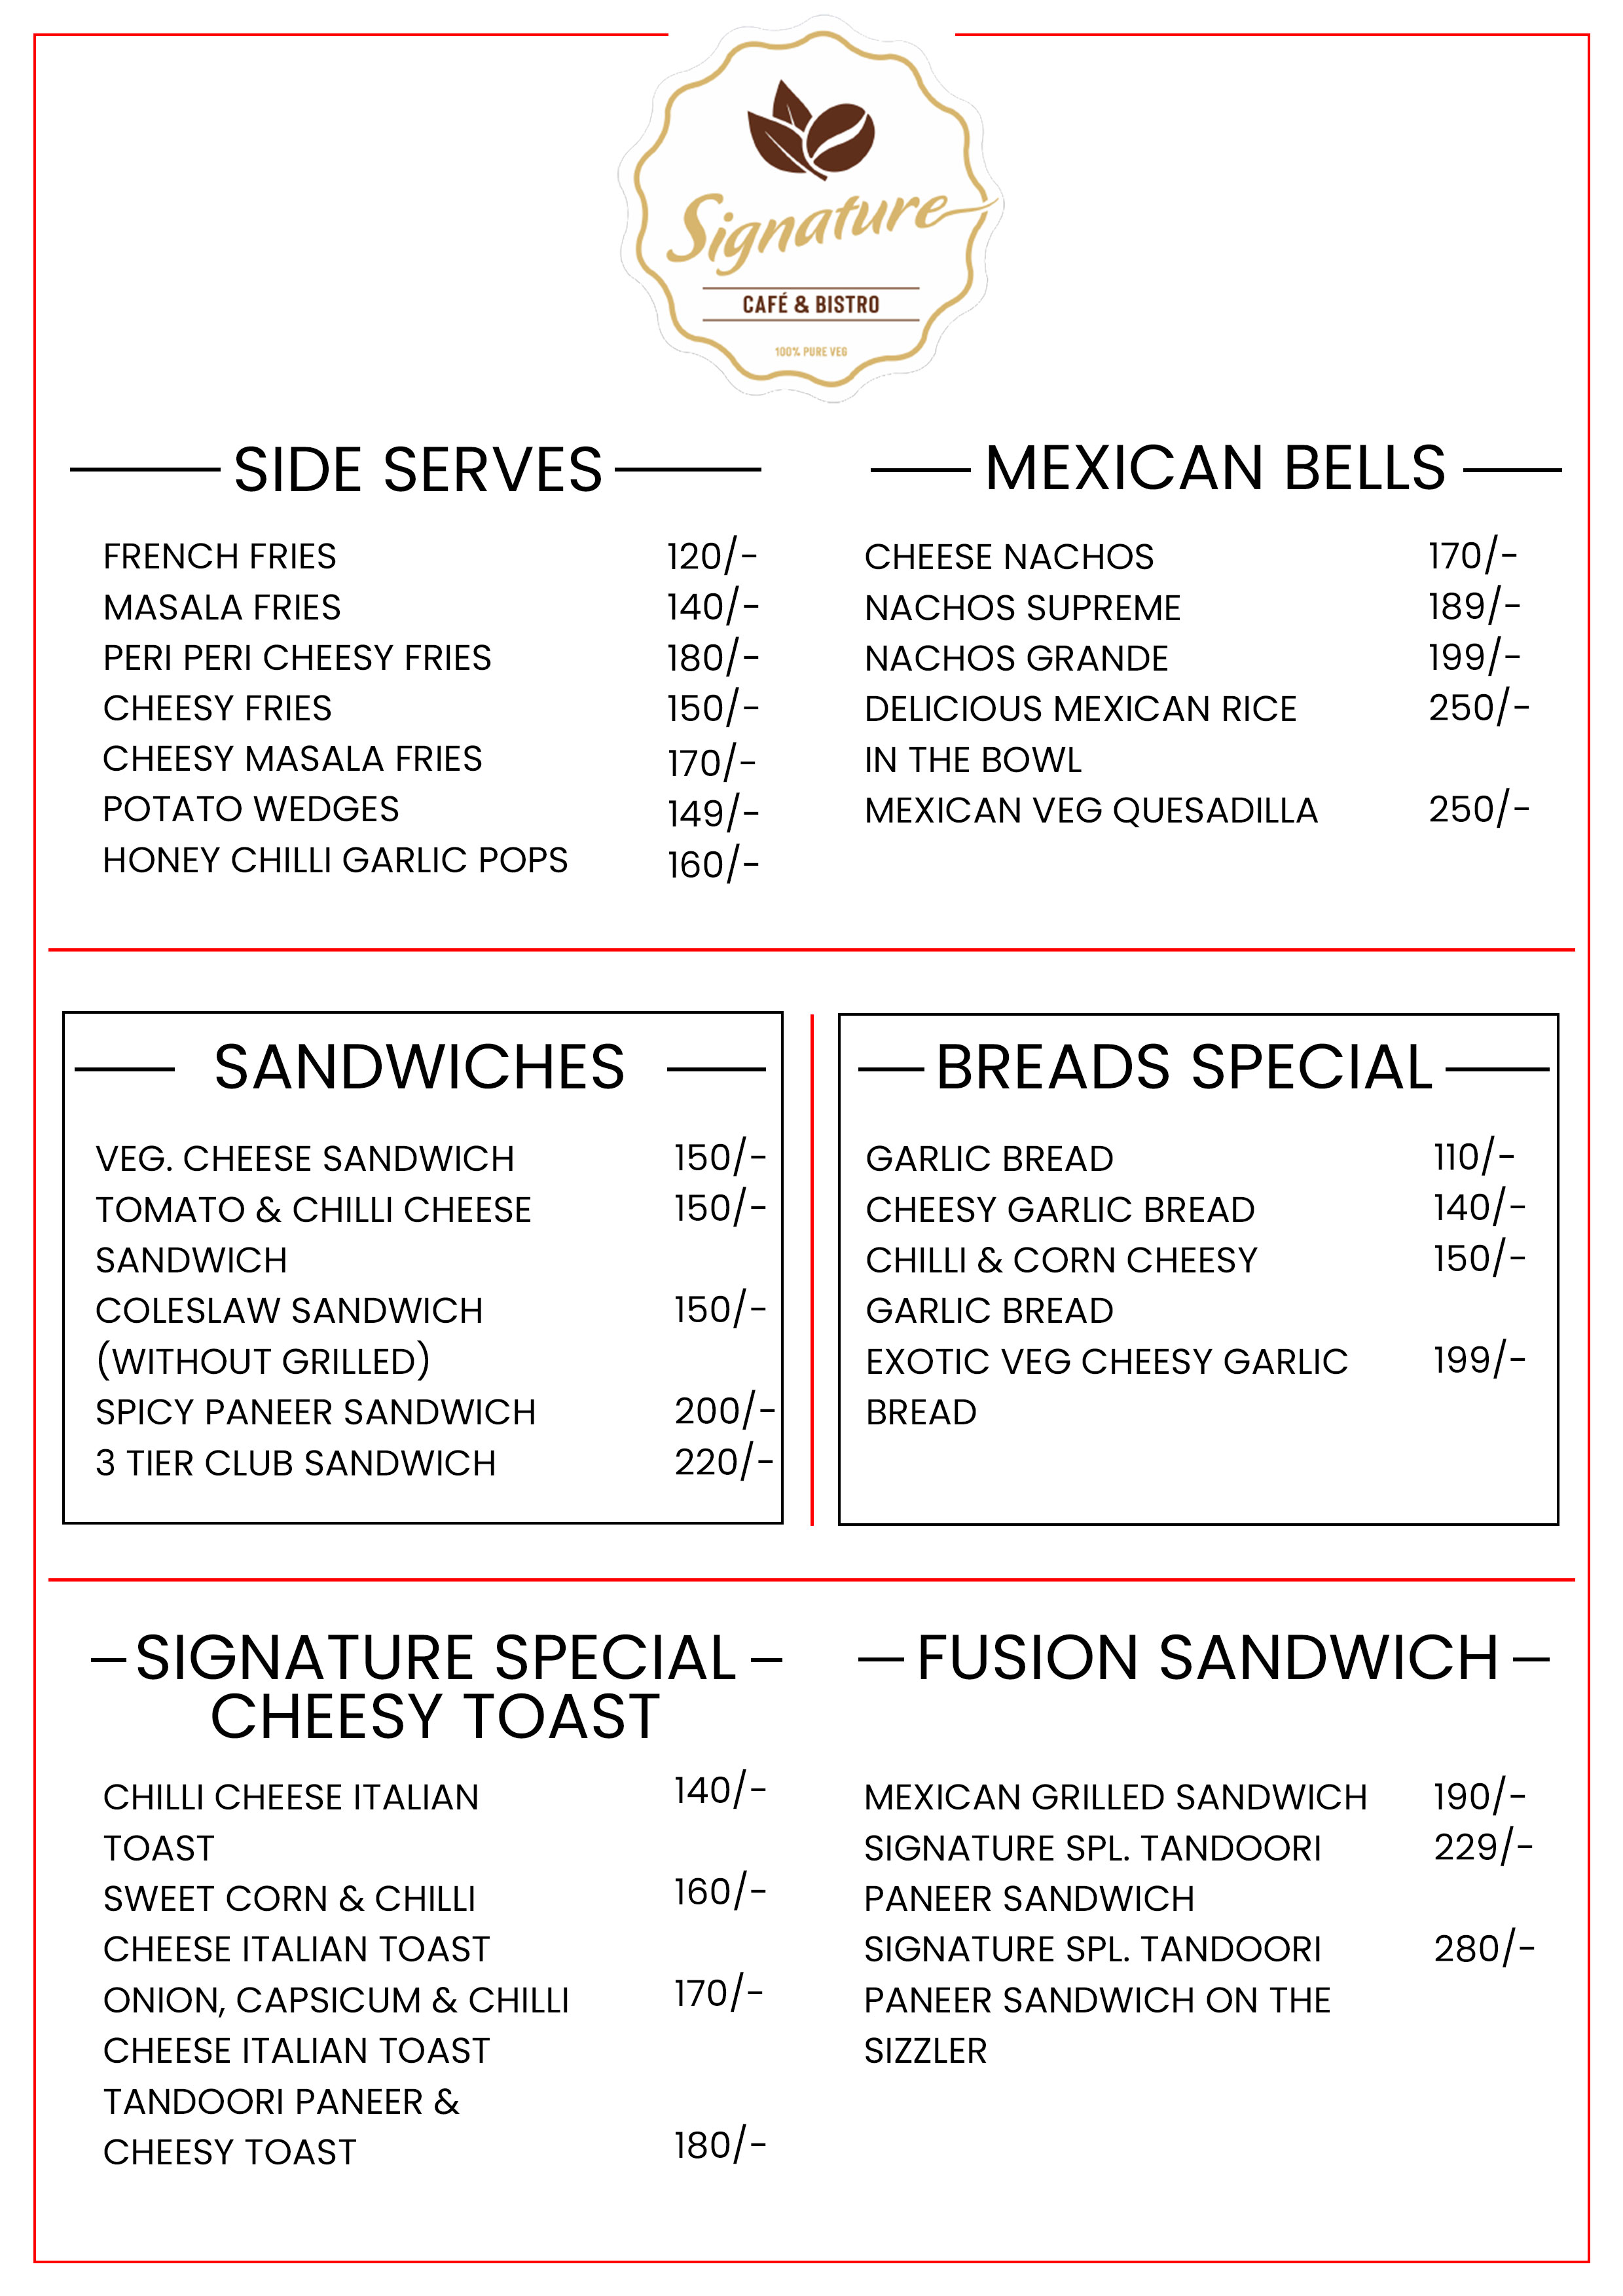 Signature
CAFÉ & BISTRO
100% PURE VEG
SIDE SERVES
FRENCH FRIES 120/-
MASALA FRIES 140/-
PERI PERI CHEESY FRIES 180/-
CHEESY FRIES 150/-
CHEESY MASALA FRIES 170/-
POTATO WEDGES 149/-
HONEY CHILLI GARLIC POPS 160/-
MEXICAN BELLS
CHEESE NACHOS 170/-
NACHOS SUPREME 189/-
NACHOS GRANDE 199/-
DELICIOUS MEXICAN RICE 250/-
IN THE BOWL
MEXICAN VEG QUESADILLA 250/-
SANDWICHES
VEG. CHEESE SANDWICH 150/-
TOMATO & CHILLI CHEESE 150/-
SANDWICH
COLESLAW SANDWICH 150/-
(WITHOUT GRILLED)
SPICY PANEER SANDWICH 200/-
3 TIER CLUB SANDWICH 220/-
BREADS SPECIAL
GARLIC BREAD 110/-
CHEESY GARLIC BREAD 140/-
CHILLI & CORN CHEESY 150/-
GARLIC BREAD
EXOTIC VEG CHEESY GARLIC 199/-
BREAD
SIGNATURE SPECIAL
CHEESY TOAST
CHILLI CHEESE ITALIAN 140/-
TOAST
SWEET CORN & CHILLI 160/-
CHEESE ITALIAN TOAST
ONION, CAPSICUM & CHILLI 170/-
CHEESE ITALIAN TOAST
TANDOORI PANEER &
CHEESY TOAST 180/-
FUSION SANDWICH
MEXICAN GRILLED SANDWICH 190/-
SIGNATURE SPL. TANDOORI 229/-
PANEER SANDWICH
SIGNATURE SPL. TANDOORI 280/-
PANEER SANDWICH ON THE
SIZZLER